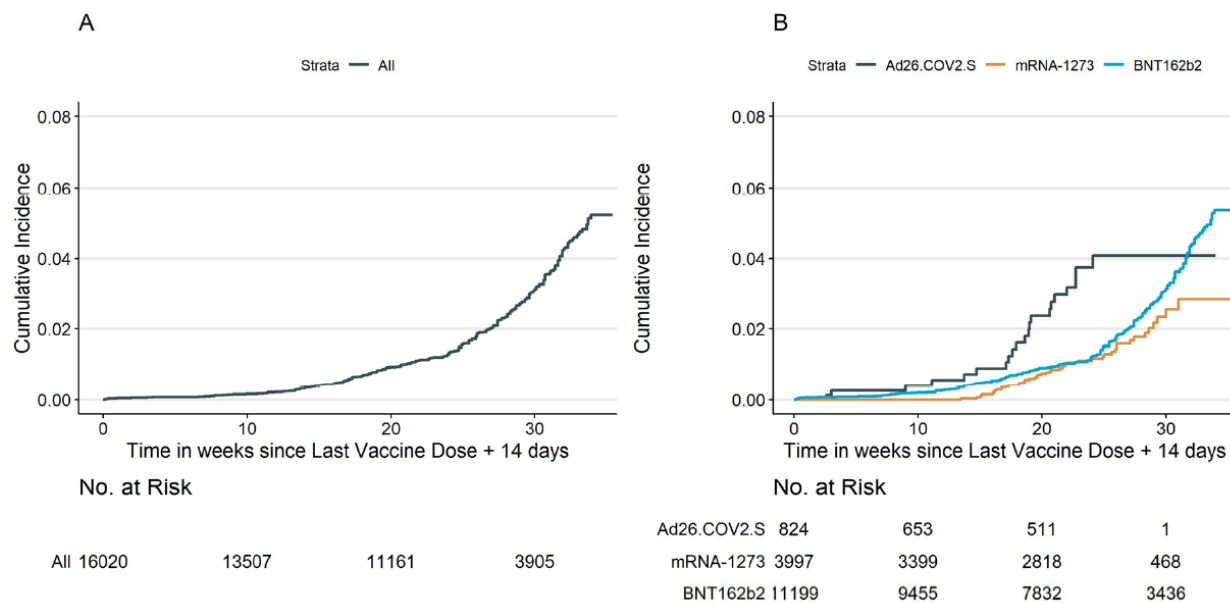 A
Strata All
0.08
0.06
0.04
0.02
0.00
Cumulative Incidence
0 10 20 30
Time in weeks since Last Vaccine Dose + 14 days
No. at Risk
All 16020 13507 11161 3905
B
Strata Ad26.COV2.S mRNA-1273 BNT162b2
0.08
0.06
0.04
0.02
0.00
Cumulative Incidence
0 10 20 30
Time in weeks since Last Vaccine Dose + 14 days
No. at Risk
Ad26.COV2.S 824 653 511 1
mRNA-1273 3997 3399 2818 468
BNT162b2 11199 9455 7832 3436